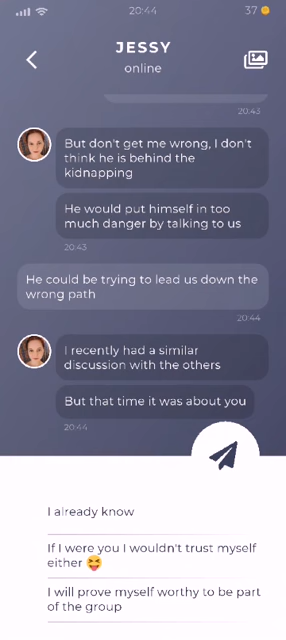 20:44
37
JESSY
online
20:43
But don't get me wrong, I don't
think he is behind the
kidnapping
He would put himself in too
much danger by talking to us
20:43
He could be trying to lead us down the
wrong path
20:44
I recently had a similar
discussion with the others
But that time it was about you
20:44
I already know
If I were you I wouldn't trust myself
either 😝
I will prove myself worthy to be part
of the group